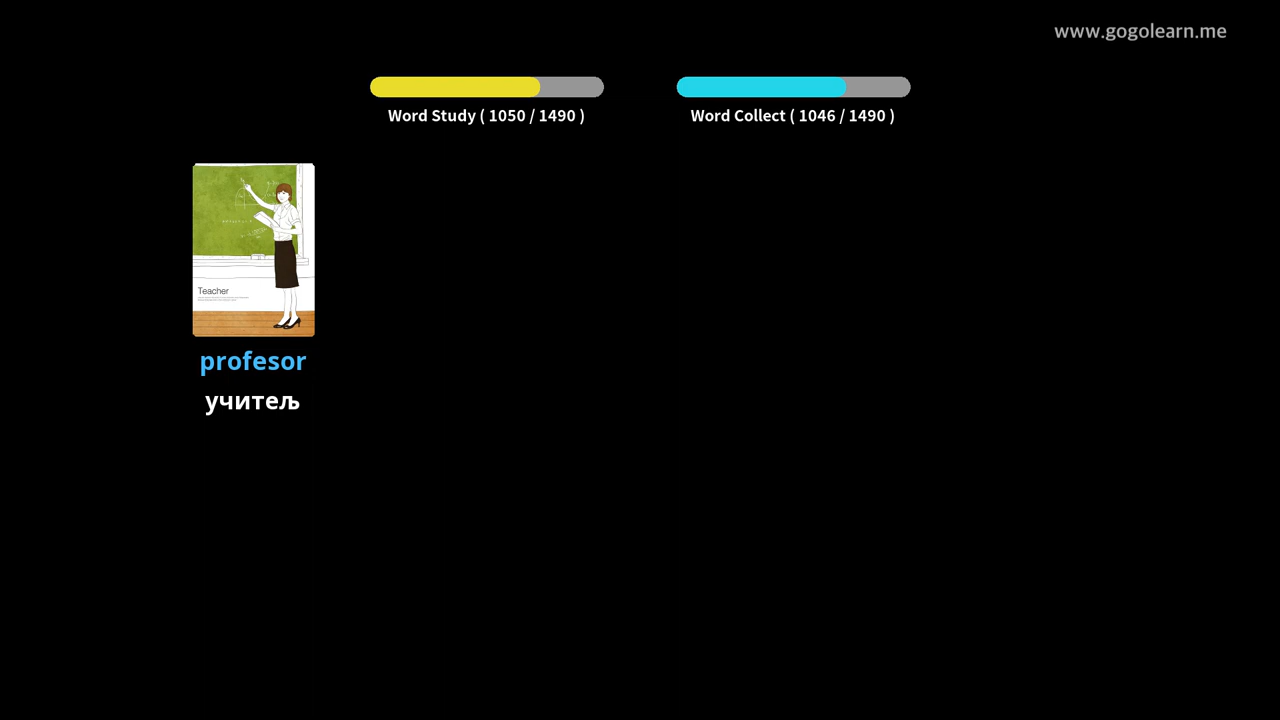 www.gogolearn.me
Word Study ( 1050 / 1490 )
Word Collect ( 1046 / 1490 )
Teacher
profesor
учитељ